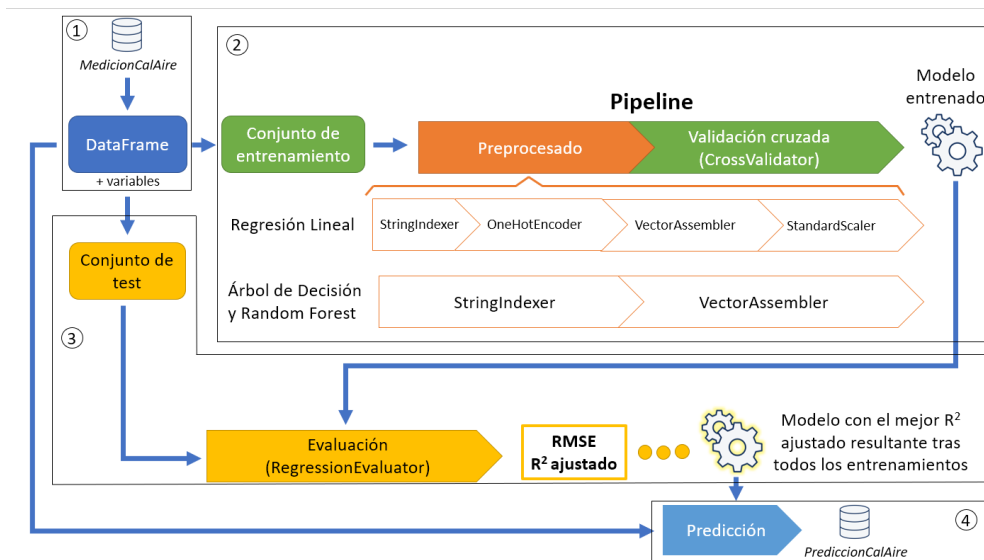 ①
MedicionCalAire
DataFrame
+ variables
②
Conjunto de
entrenamiento
Pipeline
Preprocesado
Validación cruzada
(CrossValidator)
Modelo
entrenado
Regresión Lineal
StringIndexer
OneHotEncoder
VectorAssembler
StandardScaler
Árbol de Decisión
y Random Forest
StringIndexer
VectorAssembler
Conjunto de
test
③
Evaluación
(RegressionEvaluator)
RMSE
R² ajustado
Modelo con el mejor R²
ajustado resultante tras
todos los entrenamientos
④
Predicción
PrediccionCalAire